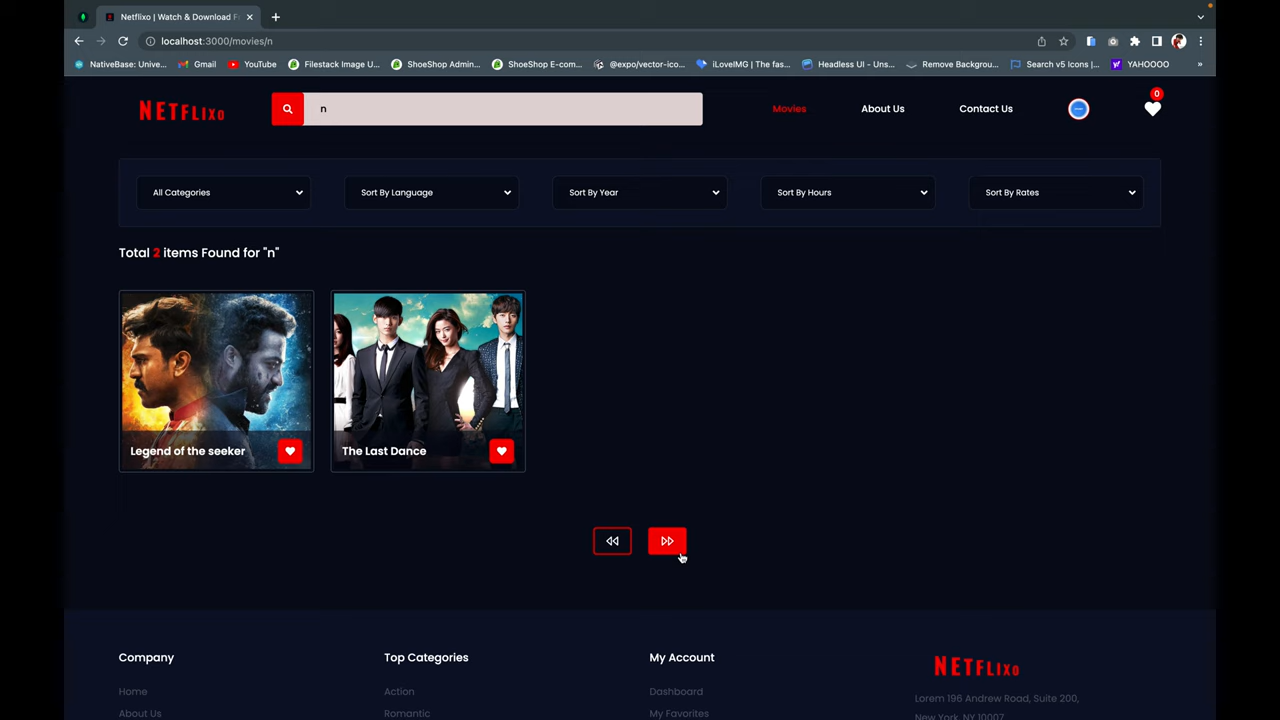 Netflixo | Watch & Download F
localhost:3000/movies/n
NativeBase: Unive...
Gmail
YouTube
Filestack Image U...
ShoeShop Admin...
ShoeShop E-com...
@expo/vector-ico...
iLoveIMG | The fas...
Headless UI - Uns...
Remove Backgrou...
Search v5 Icons |...
YAHOOOO
»
NETFLIXO
n
Movies
About Us
Contact Us
0
All Categories
Sort By Language
Sort By Year
Sort By Hours
Sort By Rates
Total 2 items Found for "n"
Legend of the seeker
The Last Dance
Company
Top Categories
My Account
NETFLIXO
Home
Action
Dashboard
Lorem 196 Andrew Road, Suite 200,
About Us
Romantic
My Favorites
New York, NY 10007